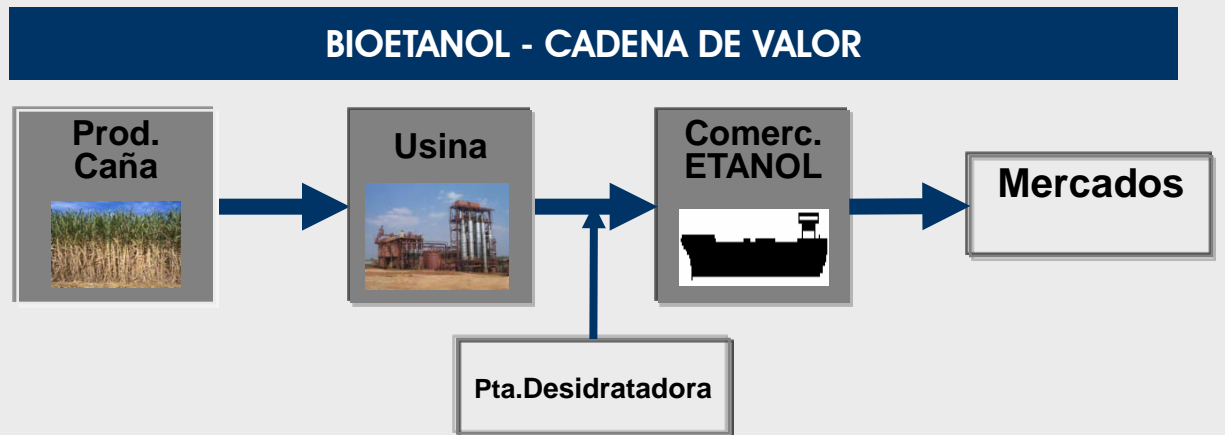 BIOETANOL - CADENA DE VALOR
Prod.
Caña
Usina
Comerc.
ETANOL
Mercados
Pta.Desidratadora